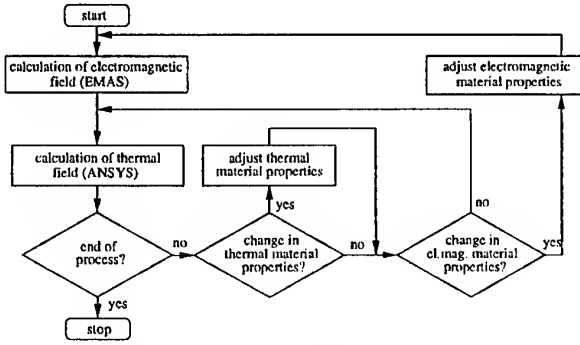 start
calculation of electromagnetic
field (EMAS)
adjust electromagnetic
material properties
calculation of thermal
field (ANSYS)
adjust thermal
material properties
yes
no
end of
process?
no
change in
thermal material
properties?
no
change in
el.mag. material
properties?
yes
yes
stop